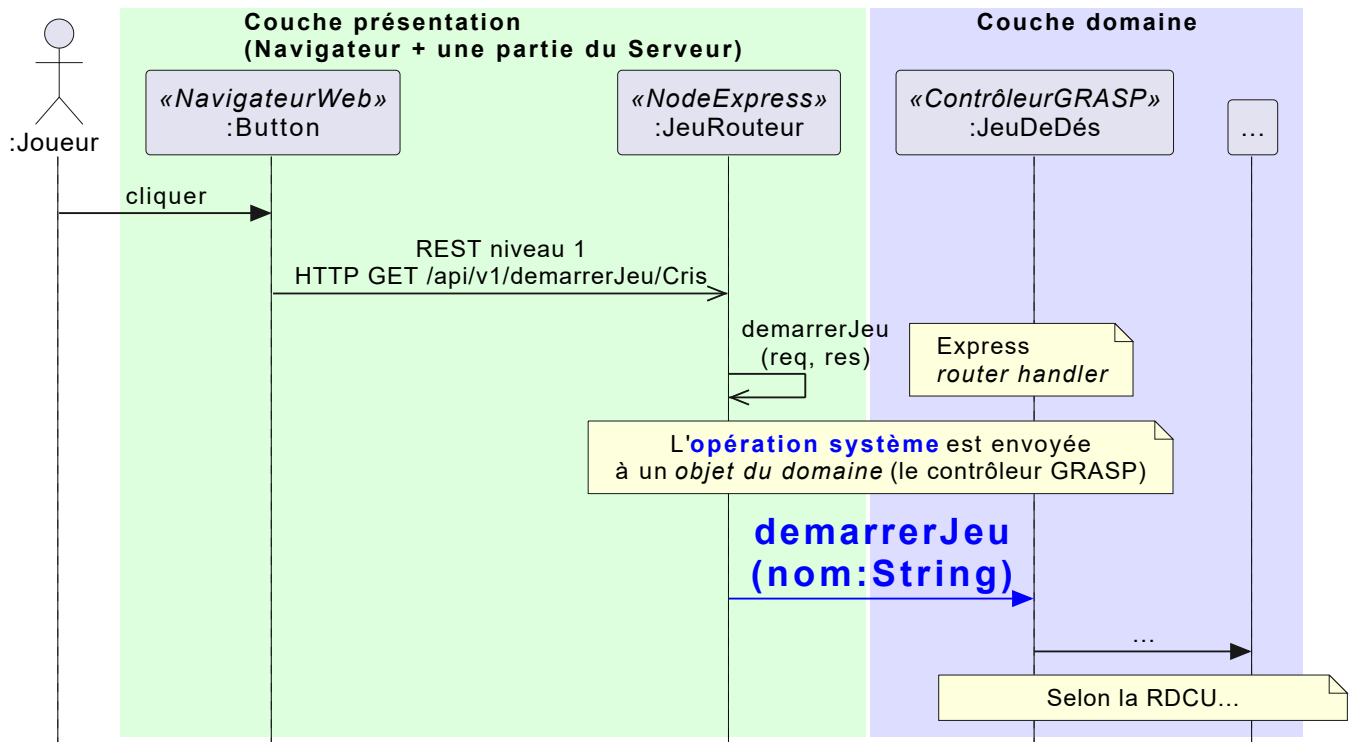 Couche présentation
(Navigateur + une partie du Serveur)
Couche domaine
:Joueur
«NavigateurWeb»
:Button
«NodeExpress»
:JeuRouteur
«ContrôleurGRASP»
:JeuDeDés
...
cliquer
REST niveau 1
HTTP GET /api/v1/demarrerJeu/Cris
demarrerJeu
(req, res)
Express
router handler
L'opération système est envoyée
à un objet du domaine (le contrôleur GRASP)
demarrerJeu
(nom:String)
...
Selon la RDCU...